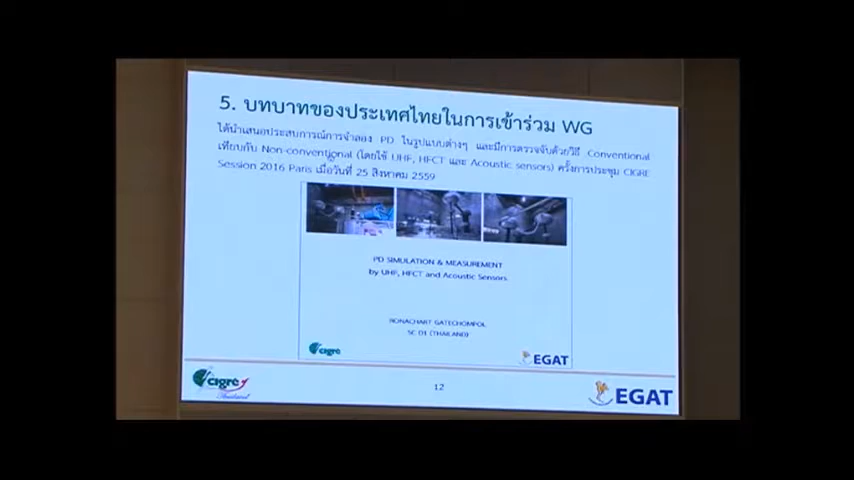 5. บทบาทของประเทศไทยในการเข้าร่วม WG
ได้นำเสนอประสบการณ์การจำลอง PD ในรูปแบบต่างๆ และมีการตรวจจับด้วยวิธี Conventional
เทียบกับ Non-conventional (โดยใช้ UHF, HFCT และ Acoustic sensors) ครั้งการประชุม CIGRE
Session 2016 Paris เมื่อวันที่ 25 สิงหาคม 2559
PD SIMULATION & MEASUREMENT
by UHF, HFCT and Acoustic Sensors
RONACHART GATECHOMPOL
SC D1 (THAILAND)
cigre
EGAT
cigre
Thailand
12
EGAT